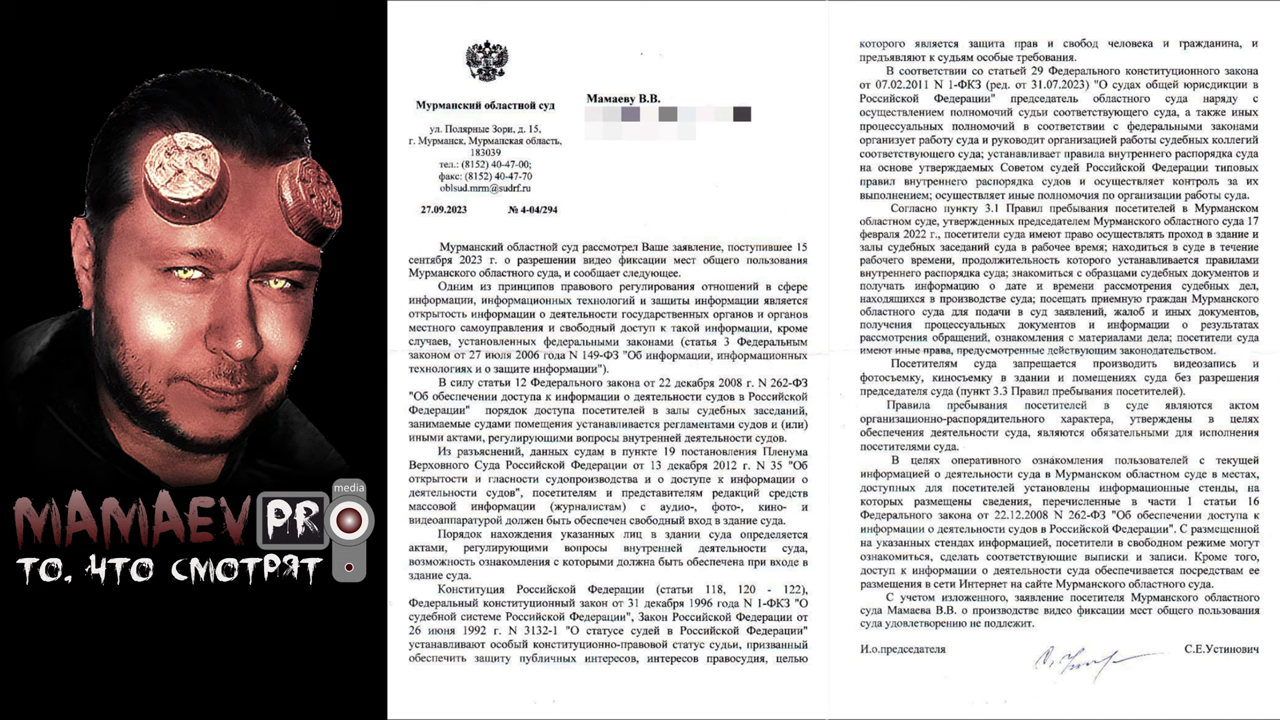 MAMAEV PRO
media
ТО, ЧТО СМОТРЯТ
Мурманский областной суд
ул. Полярные Зори, д. 15,
г. Мурманск, Мурманская область,
183039
тел.: (8152) 40-47-00;
факс: (8152) 40-47-70
oblsud.mrm@sudrf.ru
27.09.2023 № 4-04/294
Мамаеву В.В.
Мурманский областной суд рассмотрел Ваше заявление, поступившее 15
сентября 2023 г. о разрешении видео фиксации мест общего пользования
Мурманского областного суда, и сообщает следующее.
Одним из принципов правового регулирования отношений в сфере
информации, информационных технологий и защиты информации является
открытость информации о деятельности государственных органов и органов
местного самоуправления и свободный доступ к такой информации, кроме
случаев, установленных федеральными законами (статья 3 Федеральным
законом от 27 июля 2006 года N 149-ФЗ "Об информации, информационных
технологиях и о защите информации").
В силу статьи 12 Федерального закона от 22 декабря 2008 г. N 262-ФЗ
"Об обеспечении доступа к информации о деятельности судов в Российской
Федерации" порядок доступа посетителей в залы судебных заседаний,
занимаемые судами помещения устанавливается регламентами судов и (или)
иными актами, регулирующими вопросы внутренней деятельности судов.
Из разъяснений, данных судам в пункте 19 постановления Пленума
Верховного Суда Российской Федерации от 13 декабря 2012 г. N 35 "Об
открытости и гласности судопроизводства и о доступе к информации о
деятельности судов", посетителям и представителям редакций средств
массовой информации (журналистам) с аудио-, фото-, кино- и
видеоаппаратурой должен быть обеспечен свободный вход в здание суда.
Порядок нахождения указанных лиц в здании суда определяется
актами, регулирующими вопросы внутренней деятельности суда,
возможность ознакомления с которыми должна быть обеспечена при входе в
здание суда.
Конституция Российской Федерации (статьи 118, 120 - 122),
Федеральный конституционный закон от 31 декабря 1996 года N 1-ФКЗ "О
судебной системе Российской Федерации", Закон Российской Федерации от
26 июня 1992 г. N 3132-1 "О статусе судей в Российской Федерации"
устанавливают особый конституционно-правовой статус судьи, призванный
обеспечить защиту публичных интересов, интересов правосудия, целью
которого является защита прав и свобод человека и гражданина, и
предъявляют к судьям особые требования.
В соответствии со статьей 29 Федерального конституционного закона
от 07.02.2011 N 1-ФКЗ (ред. от 31.07.2023) "О судах общей юрисдикции в
Российской Федерации" председатель областного суда наряду с
осуществлением полномочий судьи соответствующего суда, а также иных
процессуальных полномочий в соответствии с федеральными законами
организует работу суда и руководит организацией работы судебных коллегий
соответствующего суда; устанавливает правила внутреннего распорядка суда
на основе утверждаемых Советом судей Российской Федерации типовых
правил внутреннего распорядка судов и осуществляет контроль за их
выполнением; осуществляет иные полномочия по организации работы суда.
Согласно пункту 3.1 Правил пребывания посетителей в Мурманском
областном суде, утвержденных председателем Мурманского областного суда 17
февраля 2022 г., посетители суда имеют право осуществлять проход в здание и
залы судебных заседаний суда в рабочее время; находиться в суде в течение
рабочего времени, продолжительность которого устанавливается правилами
внутреннего распорядка суда; знакомиться с образцами судебных документов и
получать информацию о дате и времени рассмотрения судебных дел,
находящихся в производстве суда; посещать приемную граждан Мурманского
областного суда для подачи в суд заявлений, жалоб и иных документов,
получения процессуальных документов и информации о результатах
рассмотрения обращений, ознакомления с материалами дела; посетители суда
имеют иные права, предусмотренные действующим законодательством.
Посетителям суда запрещается производить видеозапись и
фотосъемку, киносъемку в здании и помещениях суда без разрешения
председателя суда (пункт 3.3 Правил пребывания посетителей).
Правила пребывания посетителей в суде являются актом
организационно-распорядительного характера, утверждены в целях
обеспечения деятельности суда, являются обязательными для исполнения
посетителями суда.
В целях оперативного ознакомления пользователей с текущей
информацией о деятельности суда в Мурманском областном суде в местах,
доступных для посетителей установлены информационные стенды, на
которых размещены сведения, перечисленные в части 1 статьи 16
Федерального закона от 22.12.2008 N 262-ФЗ "Об обеспечении доступа к
информации о деятельности судов в Российской Федерации". С размещенной
на указанных стендах информацией, посетители в свободном режиме могут
ознакомиться, сделать соответствующие выписки и записи. Кроме того,
доступ к информации о деятельности суда обеспечивается посредствам ее
размещения в сети Интернет на сайте Мурманского областного суда.
С учетом изложенного, заявление посетителя Мурманского областного
суда Мамаева В.В. о производстве видео фиксации мест общего пользования
суда удовлетворению не подлежит.
И.о.председателя С.Е.Устинович